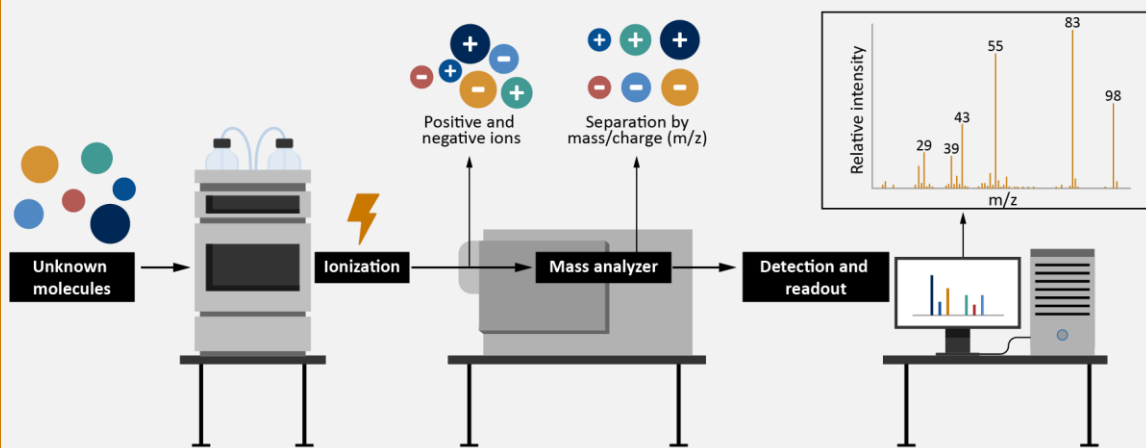 Unknown
molecules
Ionization
Positive and
negative ions
Mass analyzer
Separation by
mass/charge (m/z)
Detection and
readout
Relative intensity
29
39
43
55
83
98
m/z